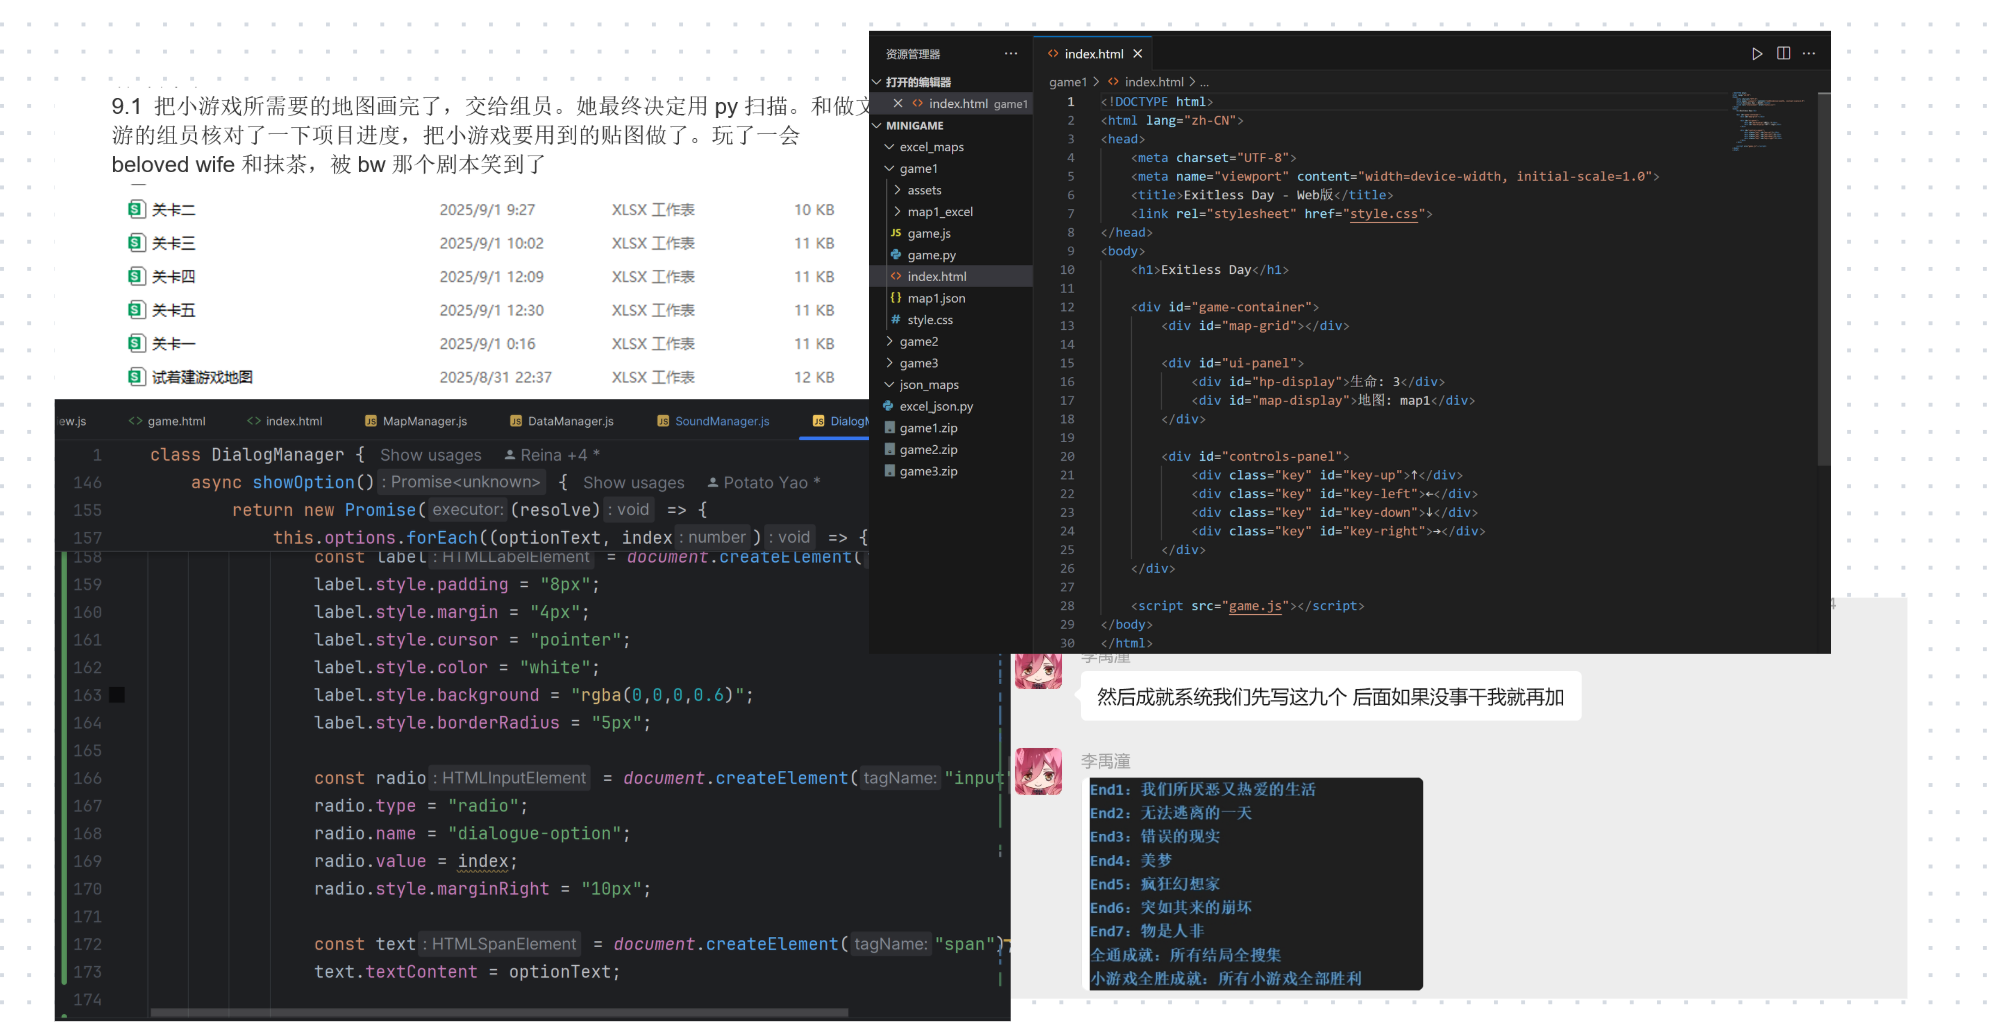 9.1 把小游戏所需要的地图画完了，交给组员。她最终决定用 py 扫描。和做文
游的组员核对了一下项目进度，把小游戏要用到的贴图做了。玩了一会
beloved wife 和抹茶，被 bw 那个剧本笑到了
关卡二 2025/9/1 9:27 XLSX 工作表 10 KB
关卡三 2025/9/1 10:02 XLSX 工作表 11 KB
关卡四 2025/9/1 12:09 XLSX 工作表 11 KB
关卡五 2025/9/1 12:30 XLSX 工作表 11 KB
关卡一 2025/9/1 0:16 XLSX 工作表 11 KB
试着建游戏地图 2025/8/31 22:37 XLSX 工作表 12 KB
ew.js <> game.html <> index.html JS MapManager.js JS DataManager.js JS SoundManager.js JS DialogM
1 class DialogManager { Show usages Reina +4 *
146 async showOption() : Promise<unknown> { Show usages Potato Yao *
155 return new Promise( executor: (resolve) : void => {
157 this.options.forEach((optionText, index : number ) : void => {
158 const label : HTMLLabelElement = document.createElement(
159 label.style.padding = "8px";
160 label.style.margin = "4px";
161 label.style.cursor = "pointer";
162 label.style.color = "white";
163 label.style.background = "rgba(0,0,0,0.6)";
164 label.style.borderRadius = "5px";
165
166 const radio : HTMLInputElement = document.createElement( tagName: "input"
167 radio.type = "radio";
168 radio.name = "dialogue-option";
169 radio.value = index;
170 radio.style.marginRight = "10px";
171
172 const text : HTMLSpanElement = document.createElement( tagName: "span");
173 text.textContent = optionText;
174
资源管理器 ···
打开的编辑器
× <> index.html game1
MINIGAME
excel_maps
game1
assets
map1_excel
JS game.js
game.py
<> index.html
{} map1.json
# style.css
game2
game3
json_maps
excel_json.py
game1.zip
game2.zip
game3.zip
<> index.html ×
game1 > <> index.html > ...
1 <!DOCTYPE html>
2 <html lang="zh-CN">
3 <head>
4 <meta charset="UTF-8">
5 <meta name="viewport" content="width=device-width, initial-scale=1.0">
6 <title>Exitless Day - Web版</title>
7 <link rel="stylesheet" href="style.css">
8 </head>
9 <body>
10 <h1>Exitless Day</h1>
11
12 <div id="game-container">
13 <div id="map-grid"></div>
14
15 <div id="ui-panel">
16 <div id="hp-display">生命: 3</div>
17 <div id="map-display">地图: map1</div>
18 </div>
19
20 <div id="controls-panel">
21 <div class="key" id="key-up">↑</div>
22 <div class="key" id="key-left">←</div>
23 <div class="key" id="key-down">↓</div>
24 <div class="key" id="key-right">→</div>
25 </div>
26 </div>
27
28 <script src="game.js"></script>
29 </body>
30 </html>
李禹潼
然后成就系统我们先写这九个 后面如果没事干我就再加
李禹潼
End1: 我们所厌恶又热爱的生活
End2: 无法逃离的一天
End3: 错误的现实
End4: 美梦
End5: 疯狂幻想家
End6: 突如其来的崩坏
End7: 物是人非
全通成就: 所有结局全搜集
小游戏全胜成就: 所有小游戏全部胜利